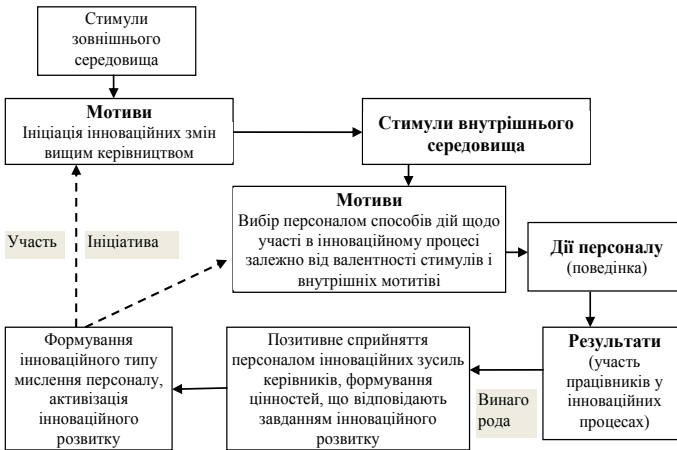 Стимули
зовнішнього
середовища
Мотиви
Ініціація інноваційних змін
вищим керівництвом
Стимули внутрішнього
середовища
Мотиви
Вибір персоналом способів дій щодо
участі в інноваційному процесі
залежно від валентності стимулів і
внутрішніх мотитіві
Участь
Ініціатива
Дії персоналу
(поведінка)
Формування
інноваційного типу
мислення персоналу,
активізація
інноваційного
розвитку
Позитивне сприйняття
персоналом інноваційних зусиль
керівників, формування
цінностей, що відповідають
завданням інноваційного
розвитку
Винаго
рода
Результати
(участь
працівників у
інноваційних
процесах)